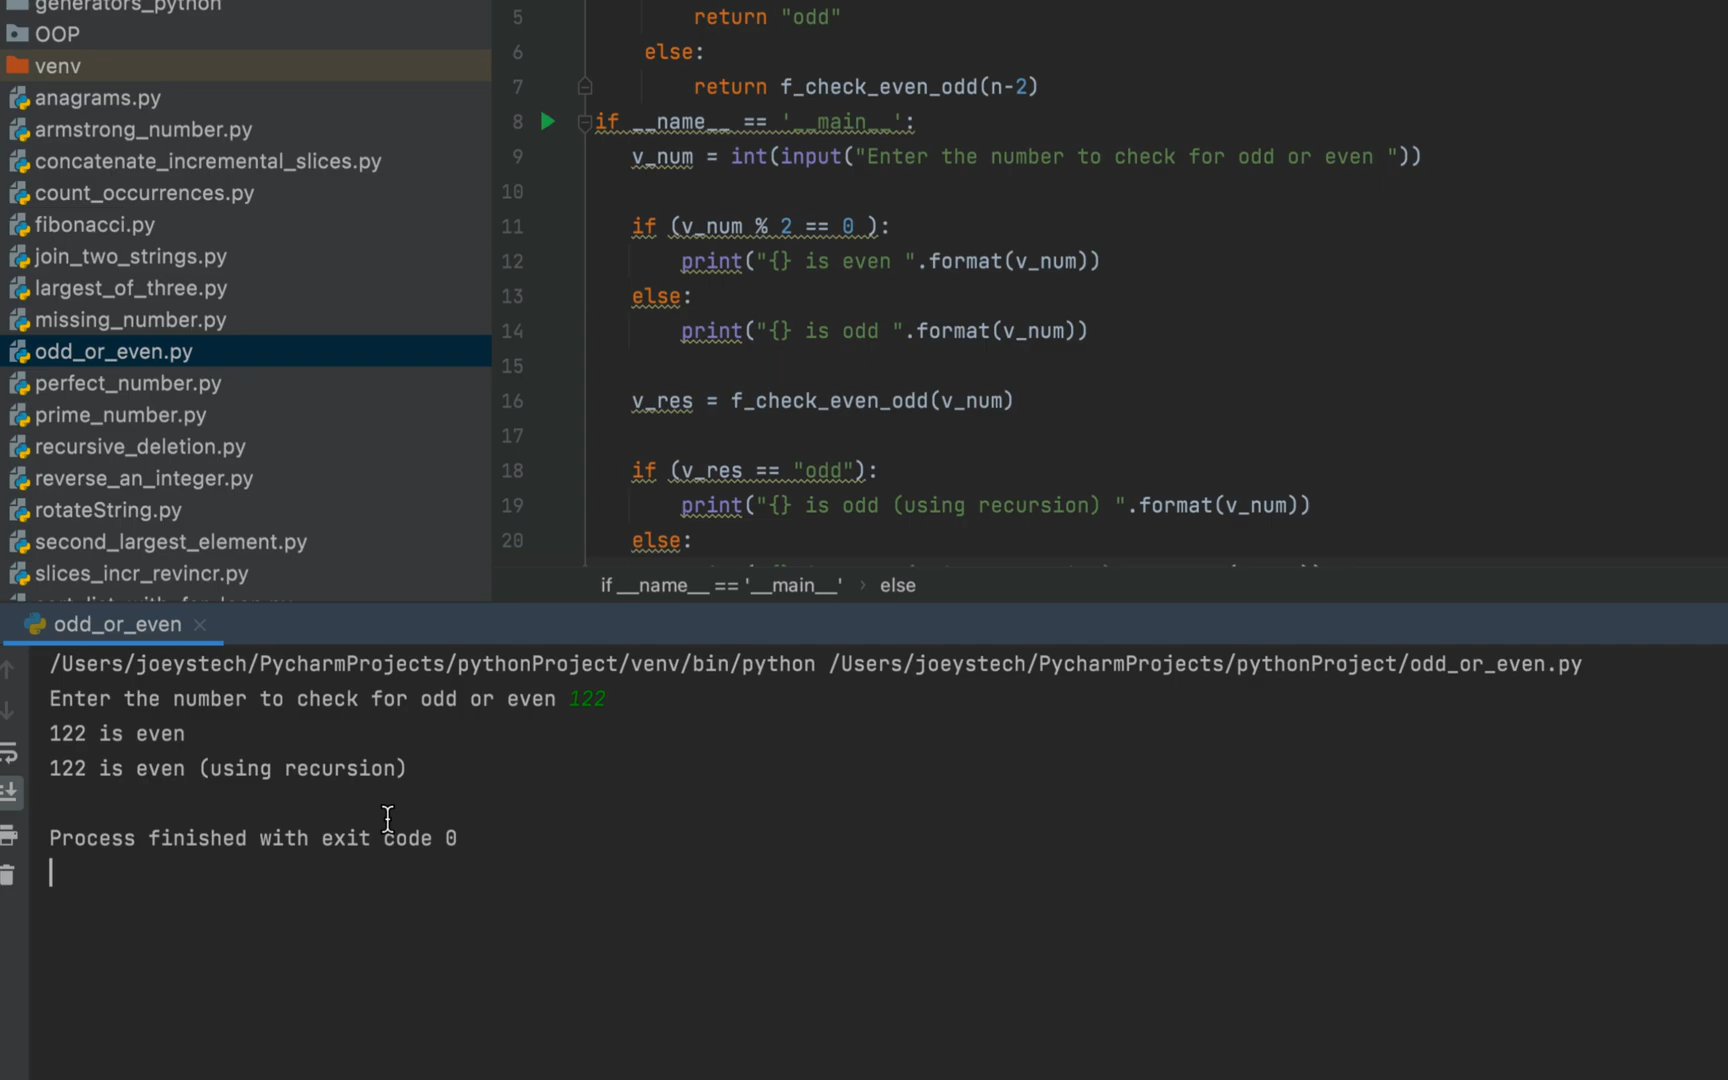 generators_python
OOP
venv
anagrams.py
armstrong_number.py
concatenate_incremental_slices.py
count_occurrences.py
fibonacci.py
join_two_strings.py
largest_of_three.py
missing_number.py
odd_or_even.py
perfect_number.py
prime_number.py
recursive_deletion.py
reverse_an_integer.py
rotateString.py
second_largest_element.py
slices_incr_revincr.py
5 return "odd"
6 else:
7 return f_check_even_odd(n-2)
8 if __name__ == '__main__':
9 v_num = int(input("Enter the number to check for odd or even "))
10
11 if (v_num % 2 == 0 ):
12 print("{} is even ".format(v_num))
13 else:
14 print("{} is odd ".format(v_num))
15
16 v_res = f_check_even_odd(v_num)
17
18 if (v_res == "odd"):
19 print("{} is odd (using recursion) ".format(v_num))
20 else:
if __name__ == '__main__' › else
odd_or_even ×
/Users/joeystech/PycharmProjects/pythonProject/venv/bin/python /Users/joeystech/PycharmProjects/pythonProject/odd_or_even.py
Enter the number to check for odd or even 122
122 is even
122 is even (using recursion)
Process finished with exit code 0